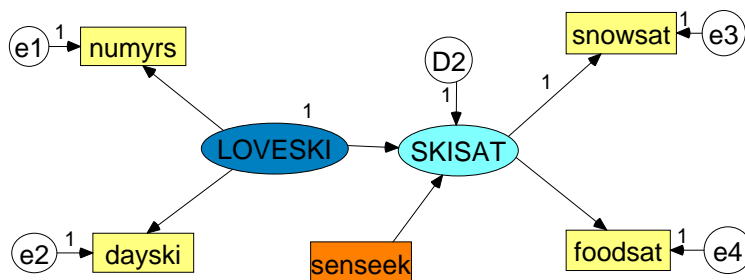 e1
1
numyrs
D2
1
snowsat
1
e3
1
1
LOVESKI
SKISAT
e2
1
dayski
senseek
foodsat
1
e4